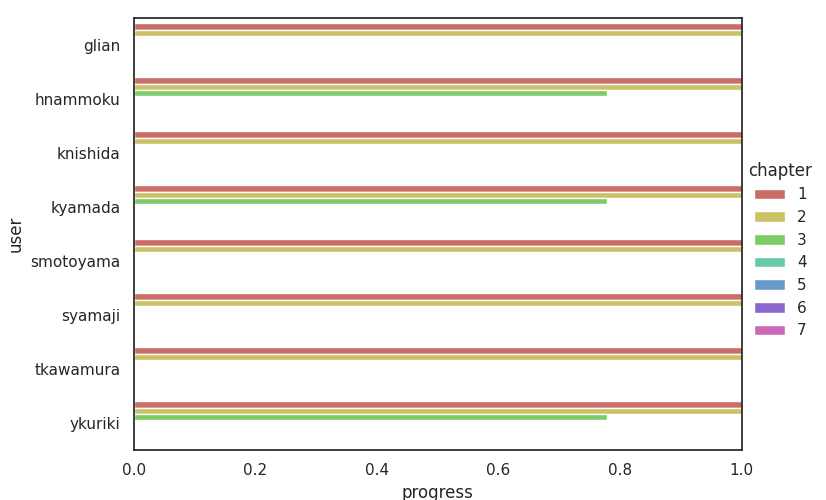 glian
hnammoku
knishida
kyamada
smotoyama
syamaji
tkawamura
ykuriki
user
0.0 0.2 0.4 0.6 0.8 1.0
progress
chapter
1
2
3
4
5
6
7